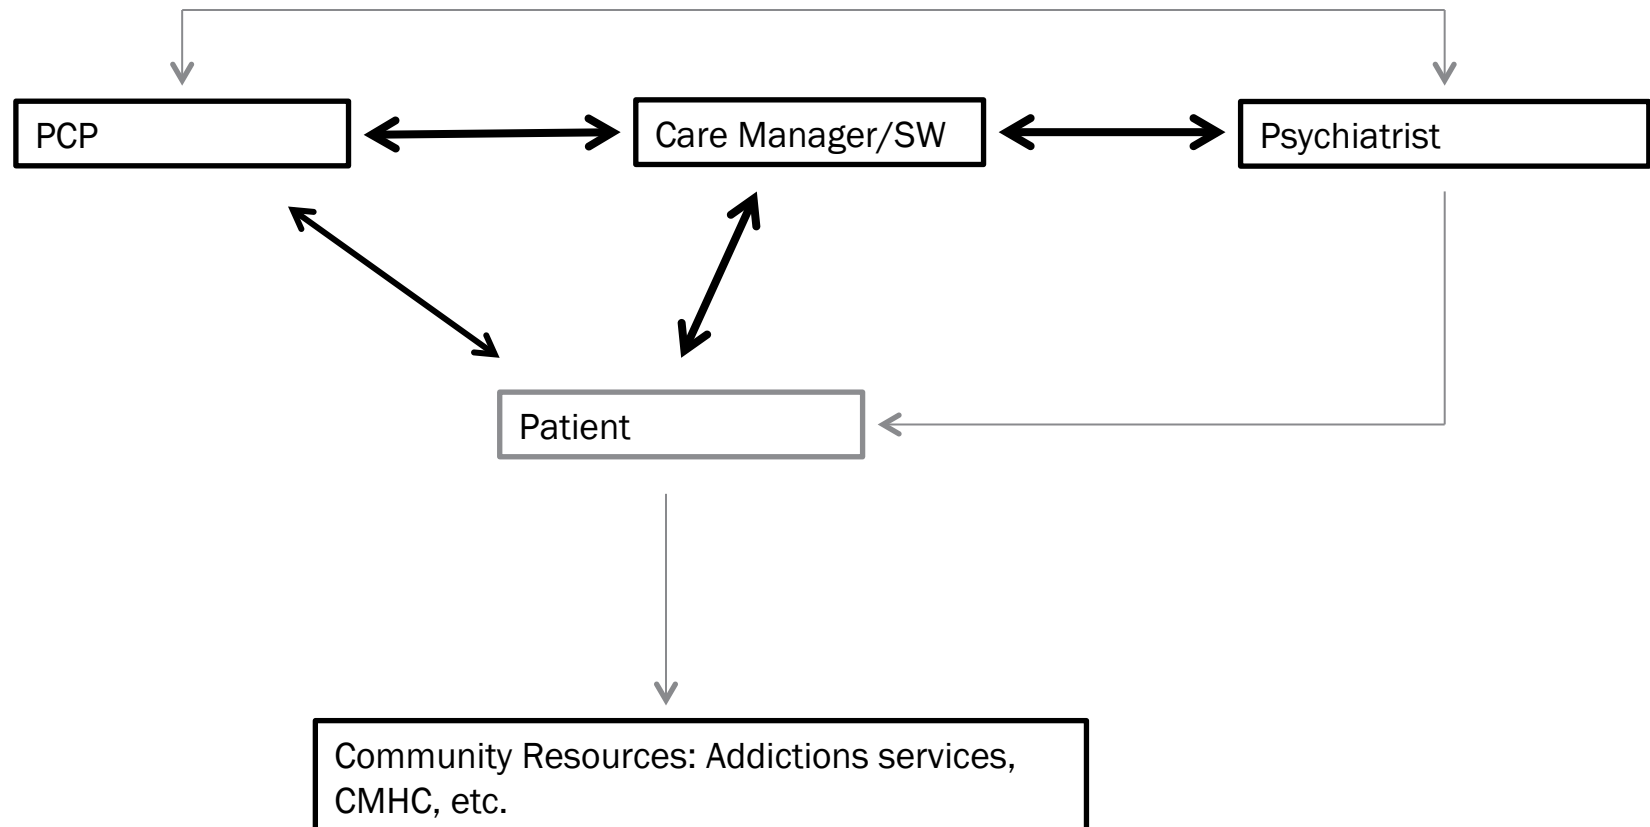 PCP
Care Manager/SW
Psychiatrist
Patient
Community Resources: Addictions services,
CMHC, etc.